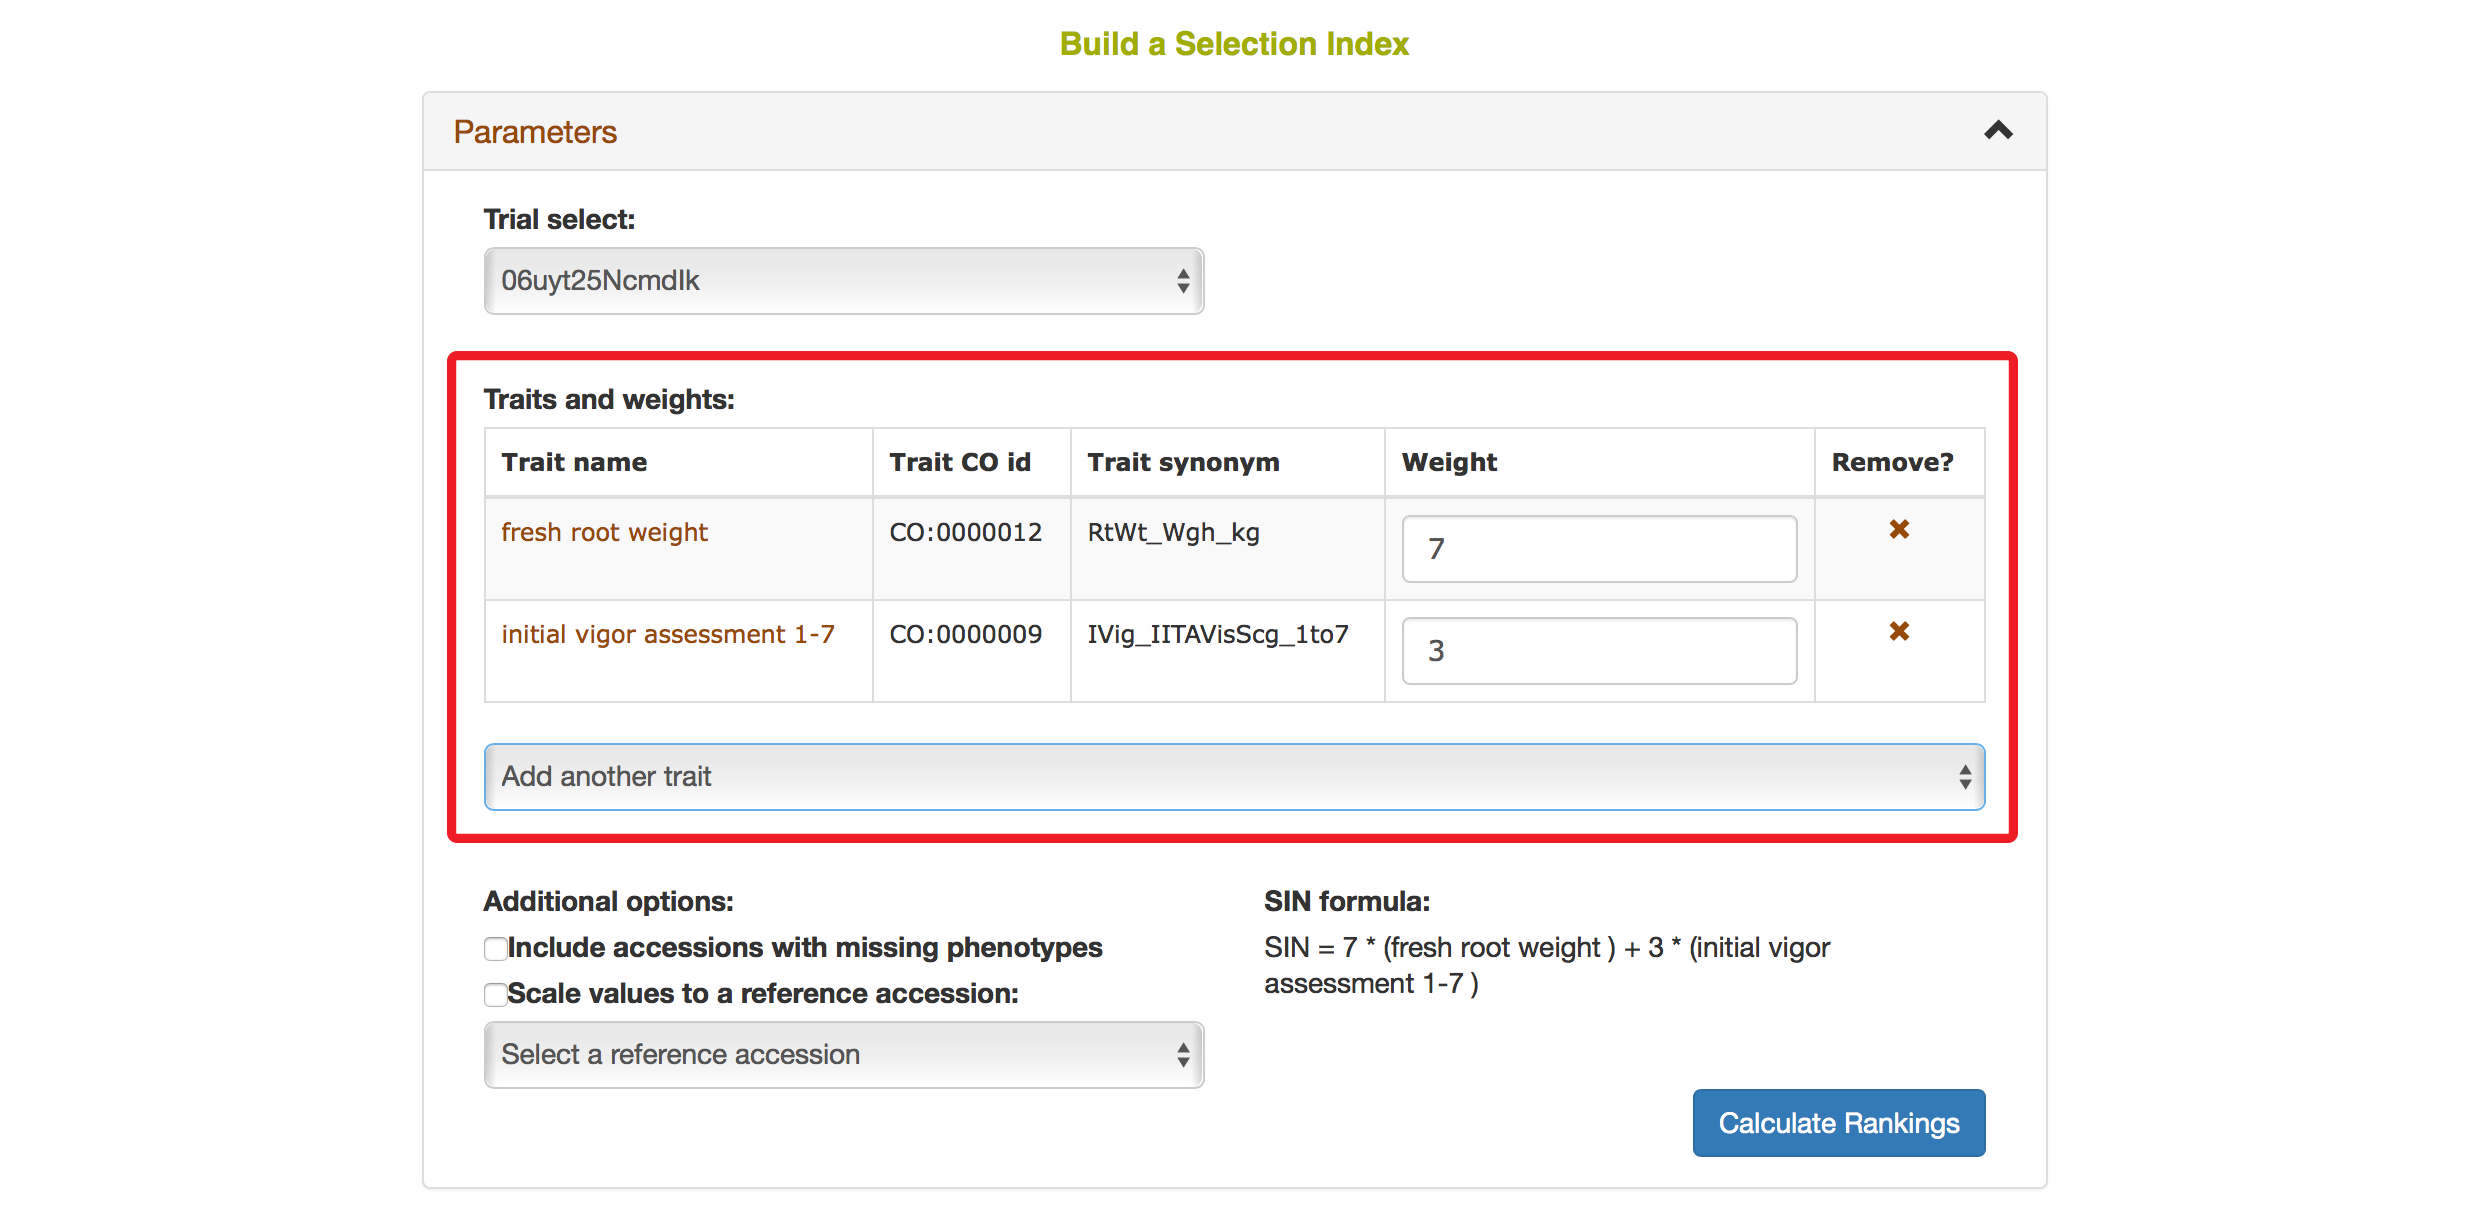 Build a Selection Index
Parameters
Trial select:
06uyt25Ncmdlk
Traits and weights:
Trait name Trait CO id Trait synonym Weight Remove?
fresh root weight CO:0000012 RtWt_Wgh_kg 7
initial vigor assessment 1-7 CO:0000009 IVig_IITAVisScg_1to7 3
Add another trait
Additional options:
Include accessions with missing phenotypes
Scale values to a reference accession:
Select a reference accession
SIN formula:
SIN = 7 * (fresh root weight ) + 3 * (initial vigor
assessment 1-7 )
Calculate Rankings